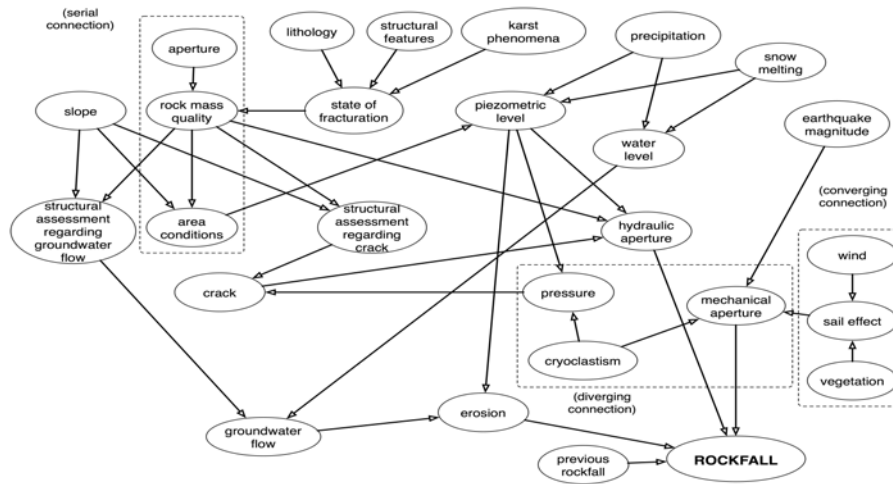 (serial
connection)
aperture
lithology
structural
features
karst
phenomena
precipitation
snow
melting
slope
rock mass
quality
state of
fracturation
piezometric
level
water
level
earthquake
magnitude
structural
assessment
regarding
groundwater
flow
area
conditions
structural
assessment
regarding
crack
hydraulic
aperture
(converging
connection)
wind
crack
pressure
mechanical
aperture
sail effect
cryoclastism
vegetation
(diverging
connection)
erosion
groundwater
flow
previous
rockfall
ROCKFALL